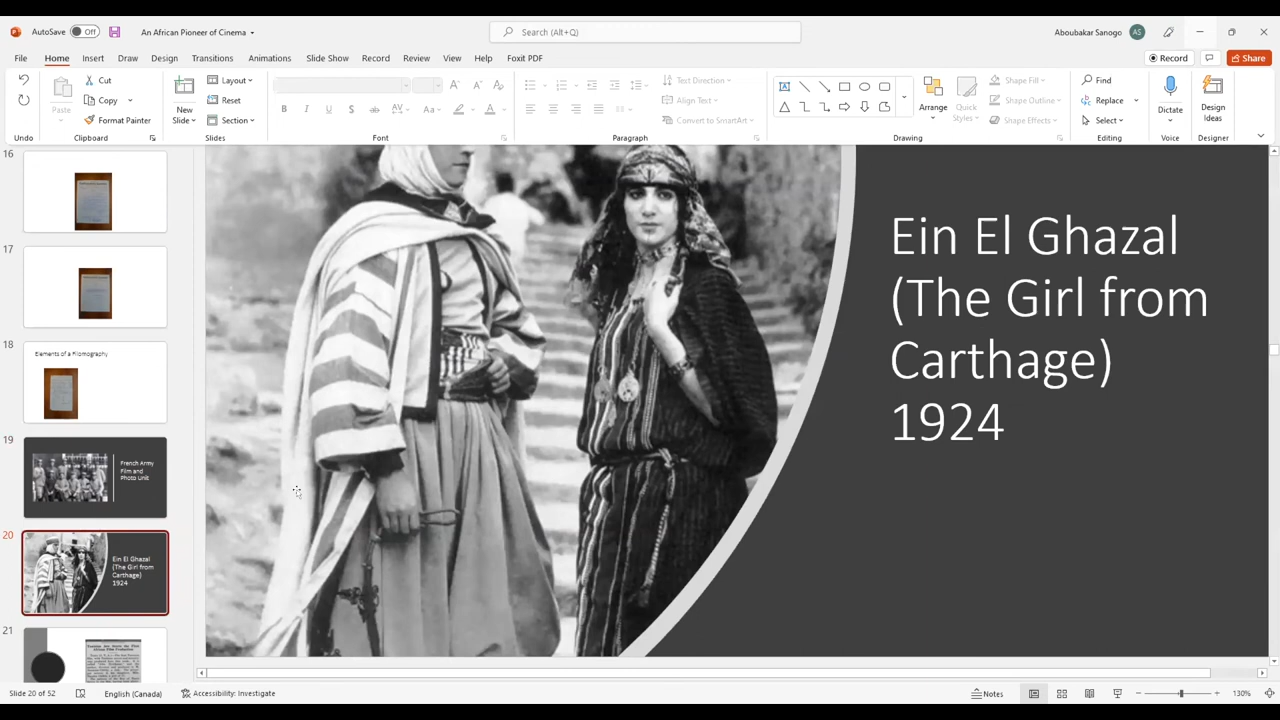 AutoSave Off An African Pioneer of Cinema Search (Alt+Q) Aboubakar Sanogo AS
File Home Insert Draw Design Transitions Animations Slide Show Record Review View Help Foxit PDF Record Share
Undo
Paste
Cut
Copy
Format Painter
Clipboard
New
Slide
Layout
Reset
Section
Slides
Font
Text Direction
Align Text
Convert to SmartArt
Paragraph
Arrange
Quick
Styles
Shape Fill
Shape Outline
Shape Effects
Drawing
Find
Replace
Select
Editing
Dictate
Voice
Design
Ideas
Designer
16
17
18
Elements of a Filmography
19
French Army
Film and
Photo Unit
20
Ein El Ghazal
(The Girl from
Carthage)
1924
21
Ein El Ghazal
(The Girl from
Carthage)
1924
Slide 20 of 52 English (Canada) Accessibility: Investigate Notes 130%